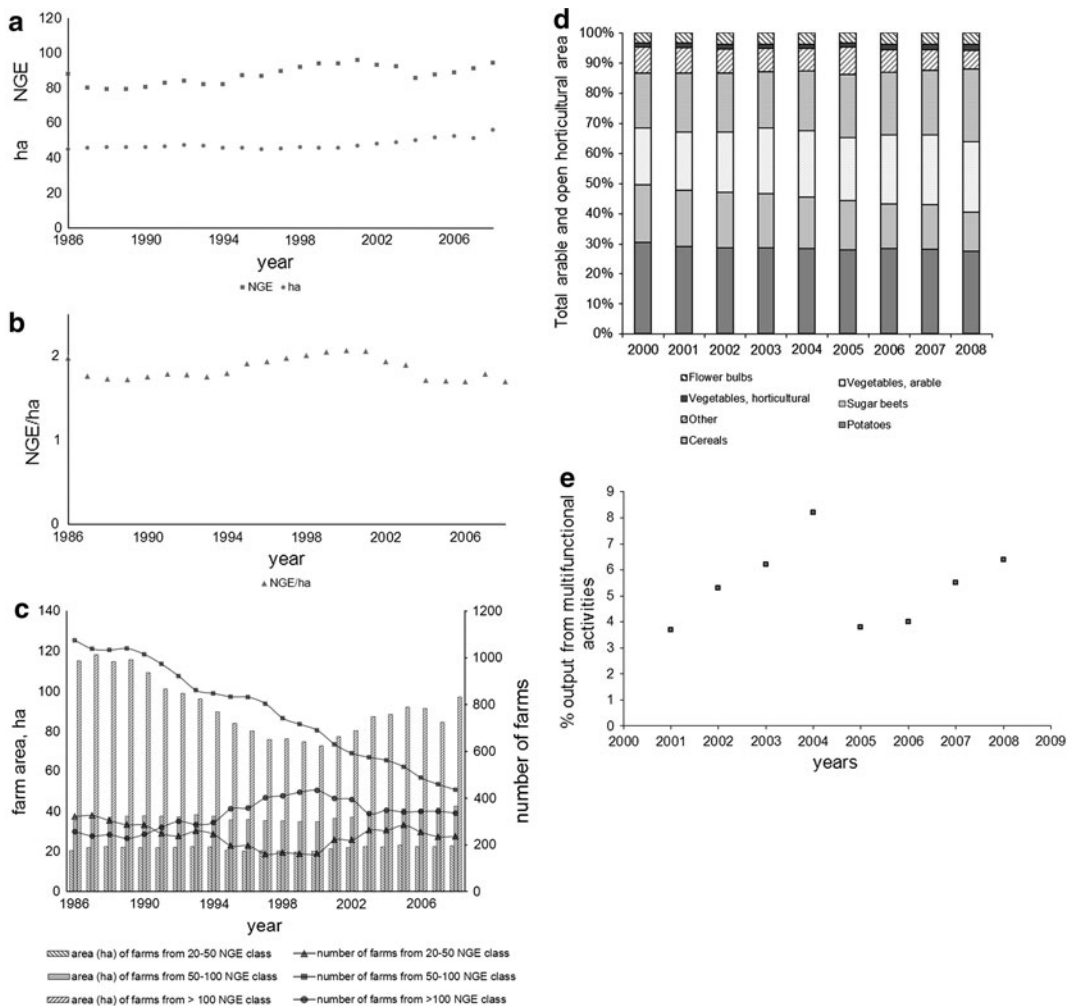 a
NGE
ha
120
100
80
60
40
20
0
1986 1990 1994 1998 2002 2006
year
NGE ha
b
NGE/ha
2
1
0
1986 1990 1994 1998 2002 2006
year
NGE/ha
c
farm area, ha
number of farms
140
120
100
80
60
40
20
0
1200
1000
800
600
400
200
0
1986 1990 1994 1998 2002 2006
year
area (ha) of farms from 20-50 NGE class
number of farms from 20-50 NGE class
area (ha) of farms from 50-100 NGE class
number of farms from 50-100 NGE class
area (ha) of farms from > 100 NGE class
number of farms from >100 NGE class
d
Total arable and open horticultural area
100%
90%
80%
70%
60%
50%
40%
30%
20%
10%
0%
2000 2001 2002 2003 2004 2005 2006 2007 2008
Flower bulbs
Vegetables, horticultural
Other
Cereals
Vegetables, arable
Sugar beets
Potatoes
e
% output from multifunctional
activities
9
8
7
6
5
4
3
2
1
0
2000 2001 2002 2003 2004 2005 2006 2007 2008 2009
years